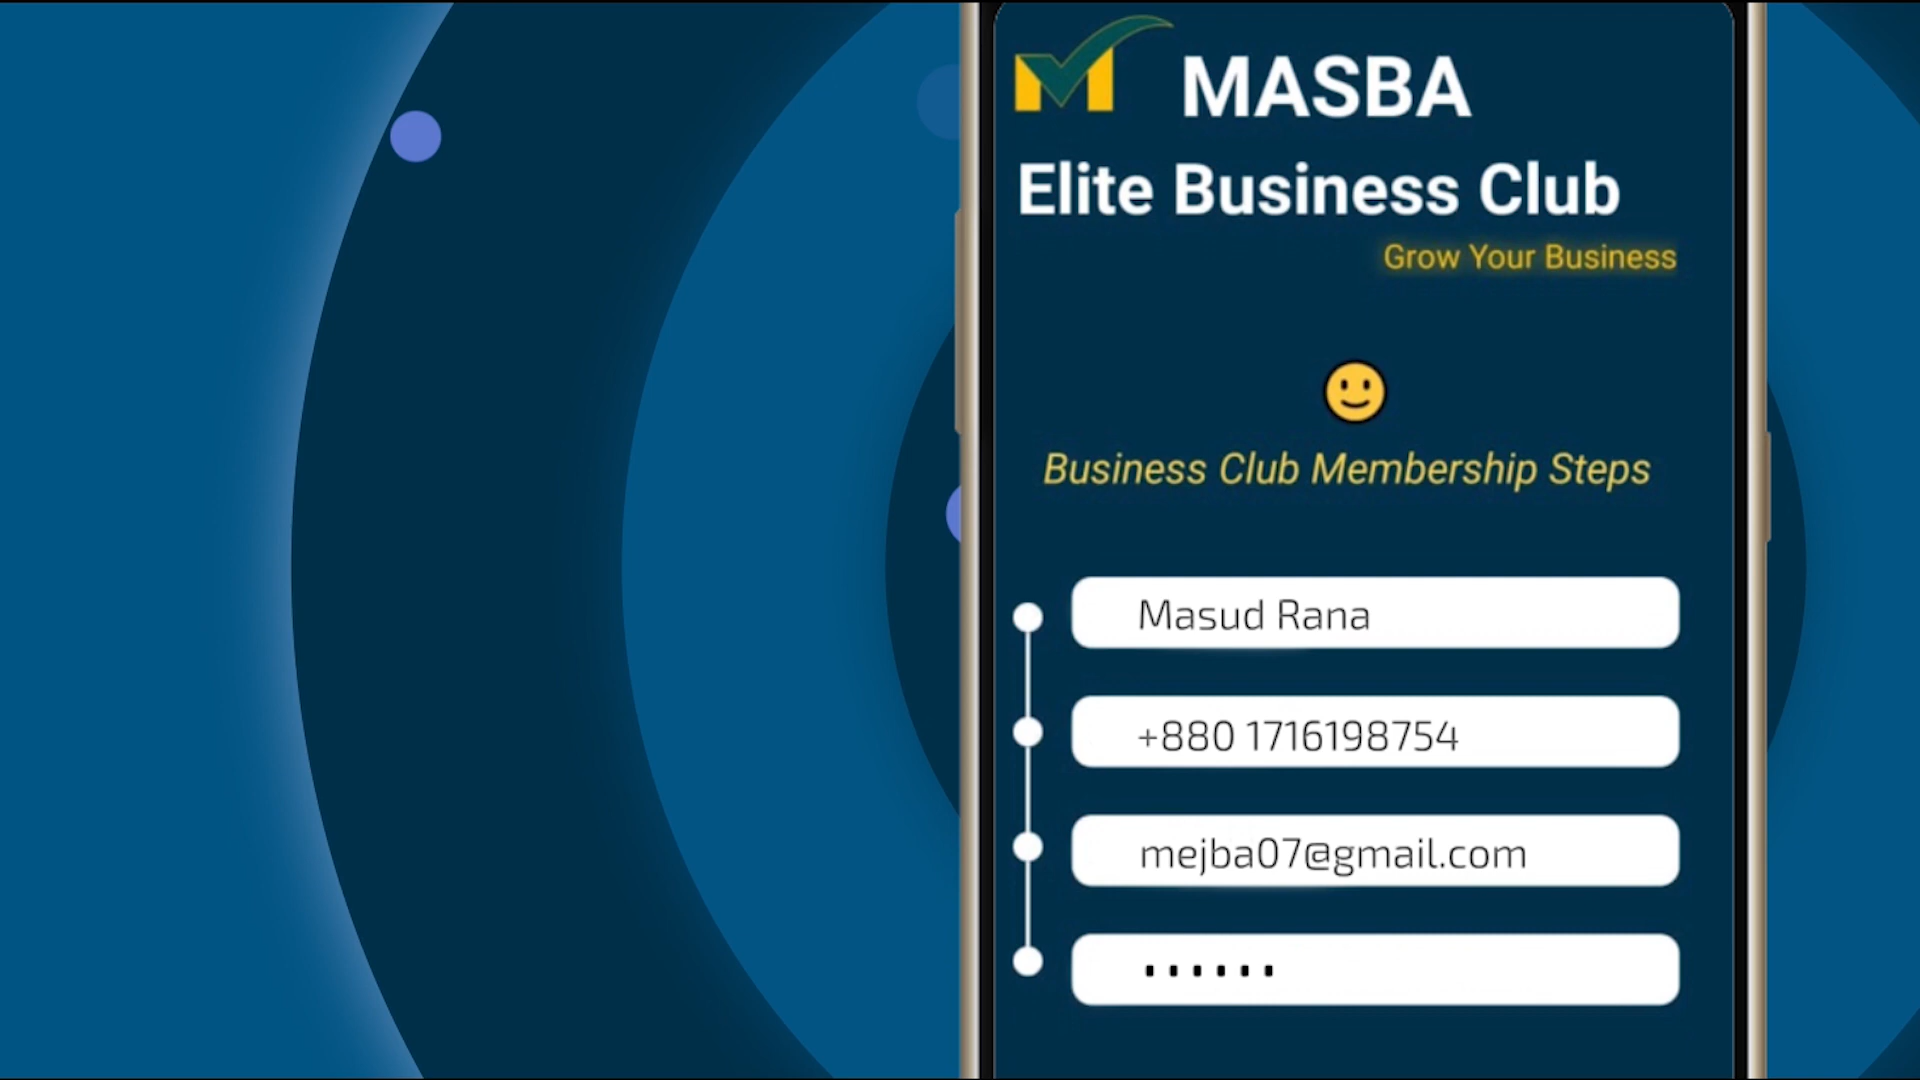 MASBA
Elite Business Club
Grow Your Business
Business Club Membership Steps
Masud Rana
+880 1716198754
mejba07@gmail.com
······